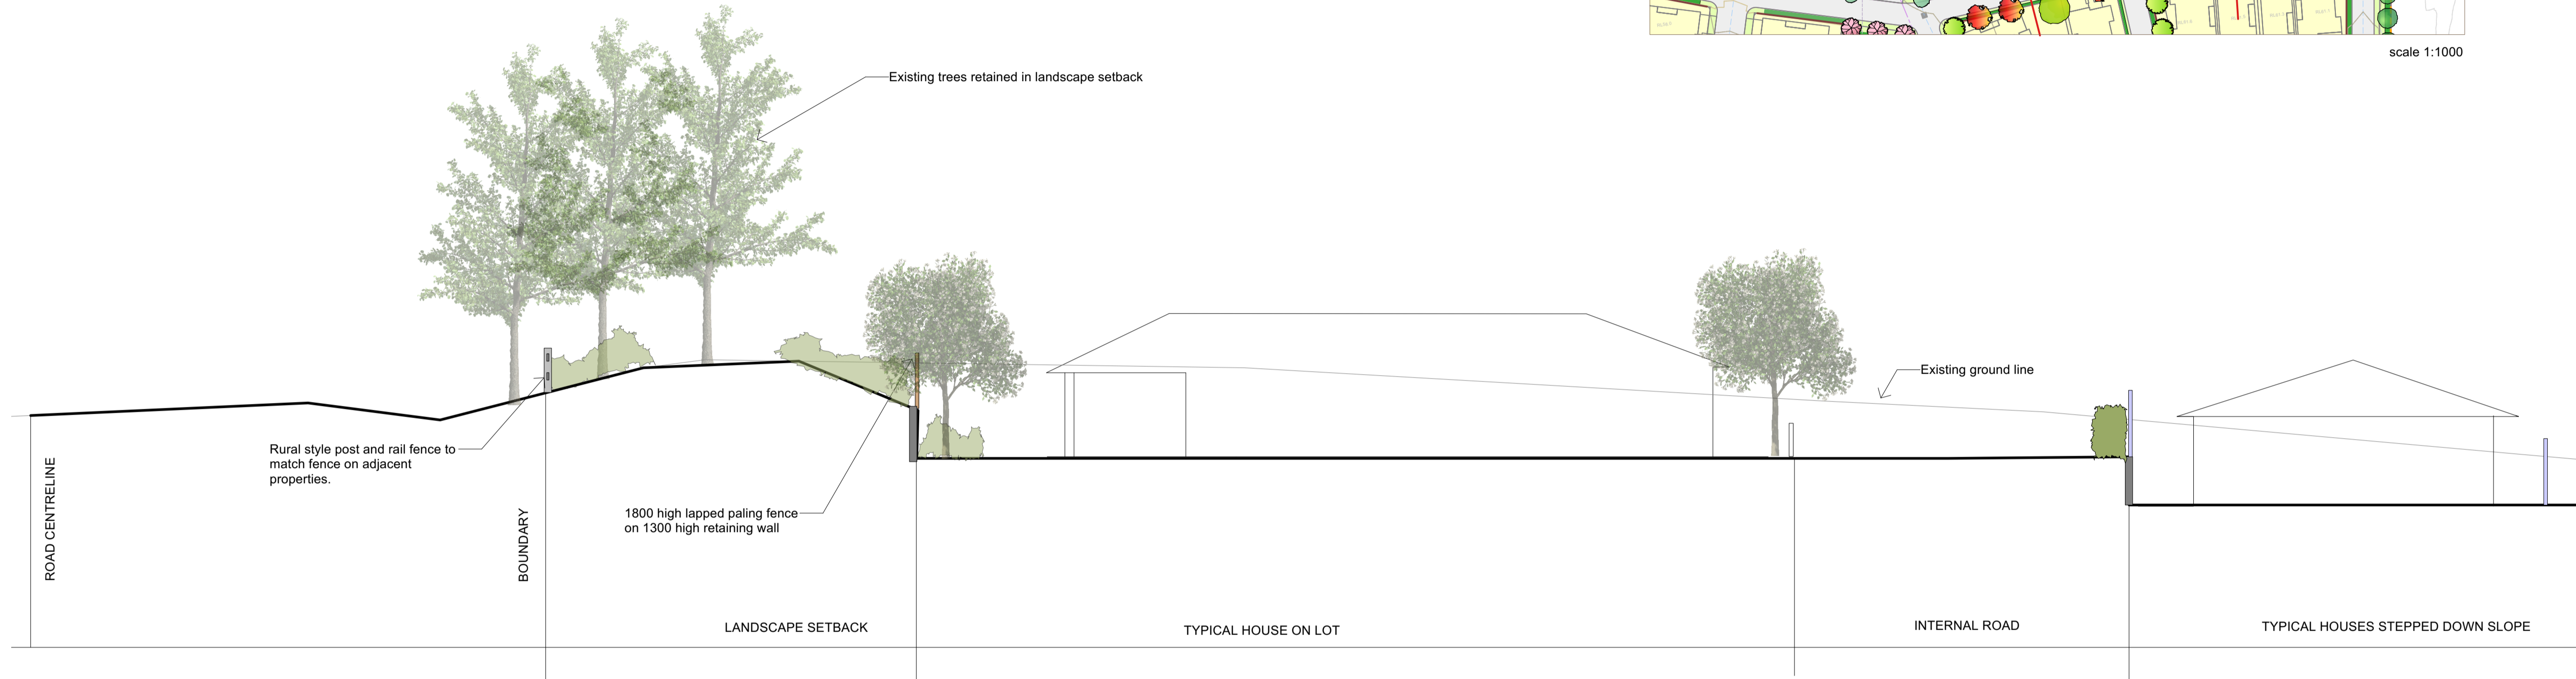 scale 1:1000
Existing trees retained in landscape setback
Existing ground line
Rural style post and rail fence to
match fence on adjacent
properties.
1800 high lapped paling fence
on 1300 high retaining wall
ROAD CENTRELINE
BOUNDARY
LANDSCAPE SETBACK
TYPICAL HOUSE ON LOT
INTERNAL ROAD
TYPICAL HOUSES STEPPED DOWN SLOPE